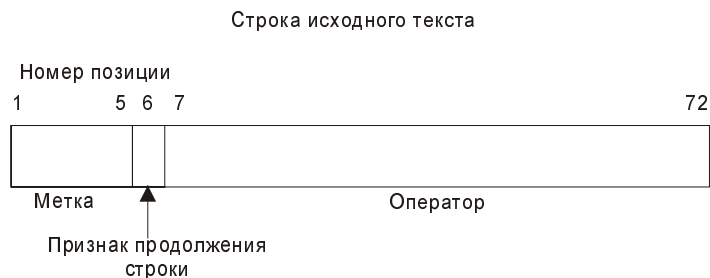 Строка исходного текста
Номер позиции
1 5 6 7 72
Метка
Оператор
Признак продолжения
строки